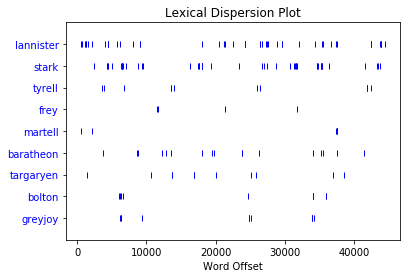 Lexical Dispersion Plot
lannister
stark
tyrell
frey
martell
baratheon
targaryen
bolton
greyjoy
0 10000 20000 30000 40000
Word Offset